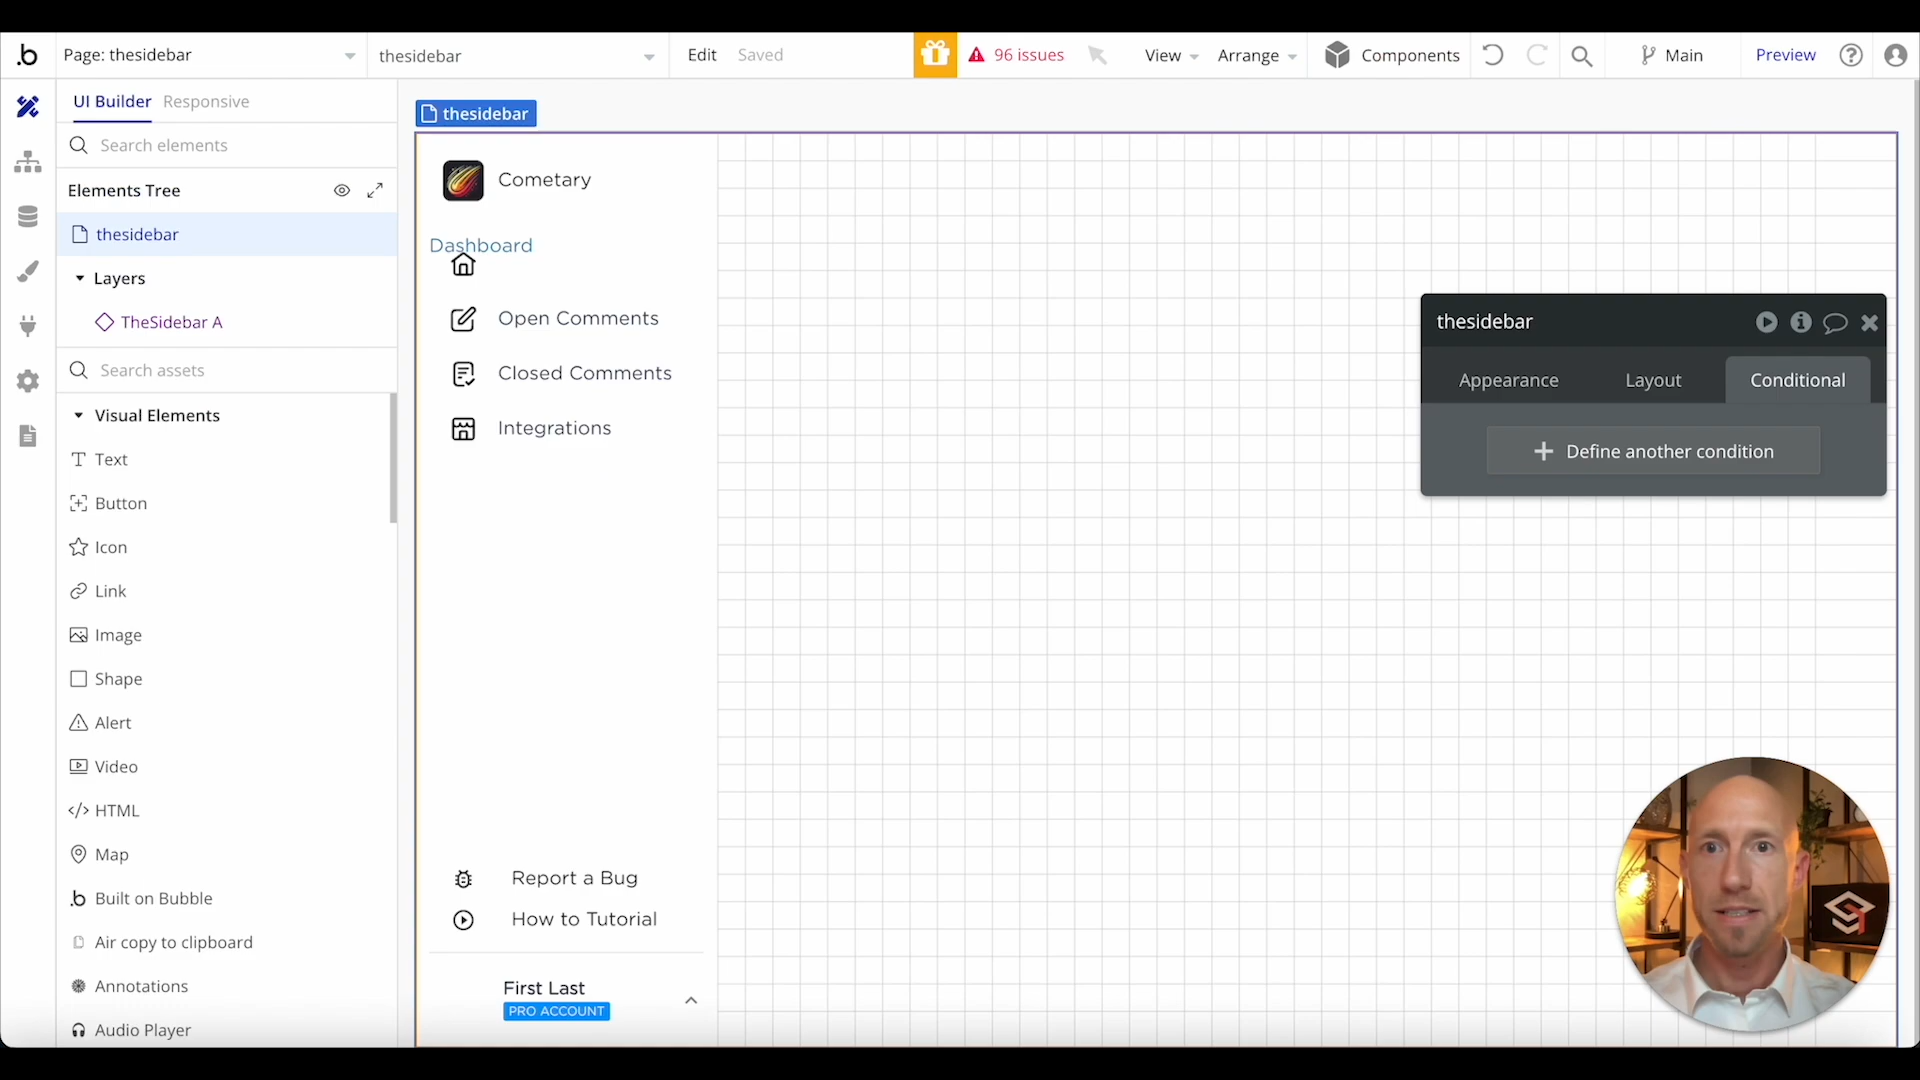 b Page: thesidebar thesidebar Edit Saved 96 issues View Arrange Components Main Preview
UI Builder Responsive
Search elements
Elements Tree
thesidebar
Layers
TheSidebar A
Search assets
Visual Elements
Text
Button
Icon
Link
Image
Shape
Alert
Video
HTML
Map
Built on Bubble
Air copy to clipboard
Annotations
Audio Player
thesidebar
Cometary
Dashboard
Open Comments
Closed Comments
Integrations
Report a Bug
How to Tutorial
First Last
PRO ACCOUNT
thesidebar
Appearance Layout Conditional
+ Define another condition